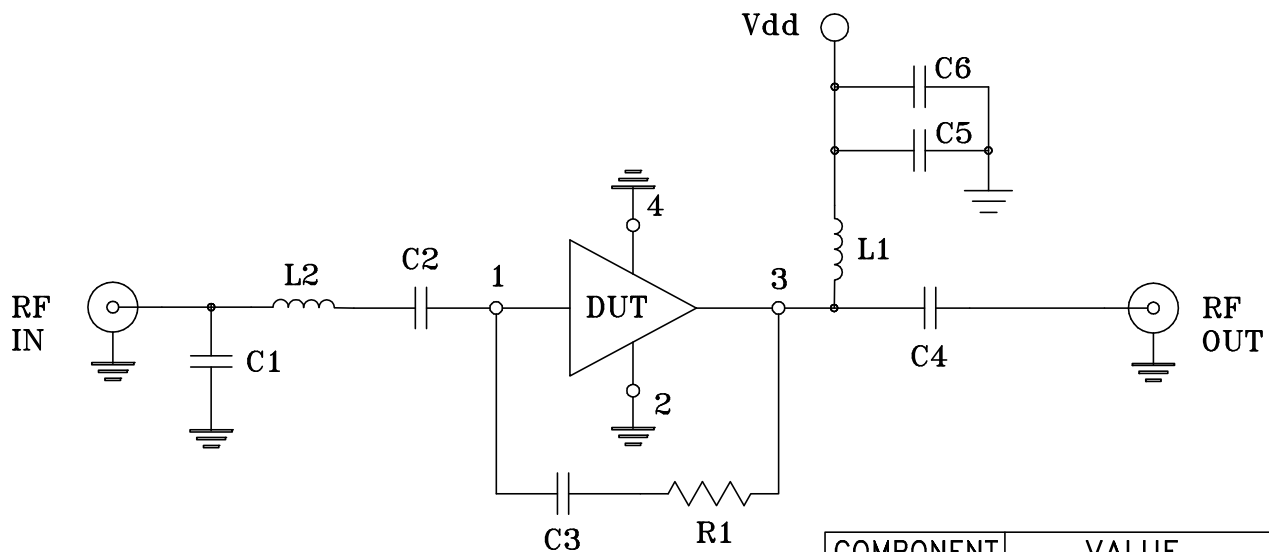 Vdd
C6
C5
4
L1
C2
L2
1
3
RF
IN
DUT
RF
OUT
C1
C4
2
C3
R1
COMPONENT
VALUE